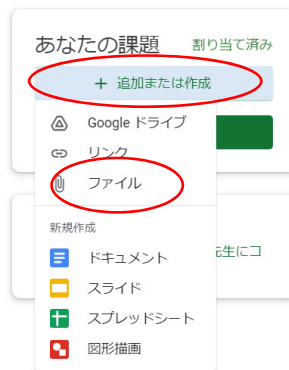 あなたの課題 割り当て済み
+ 追加または作成
Google ドライブ
リンク
ファイル
新規作成
先生にコ
ドキュメント
スライド
スプレッドシート
図形描画